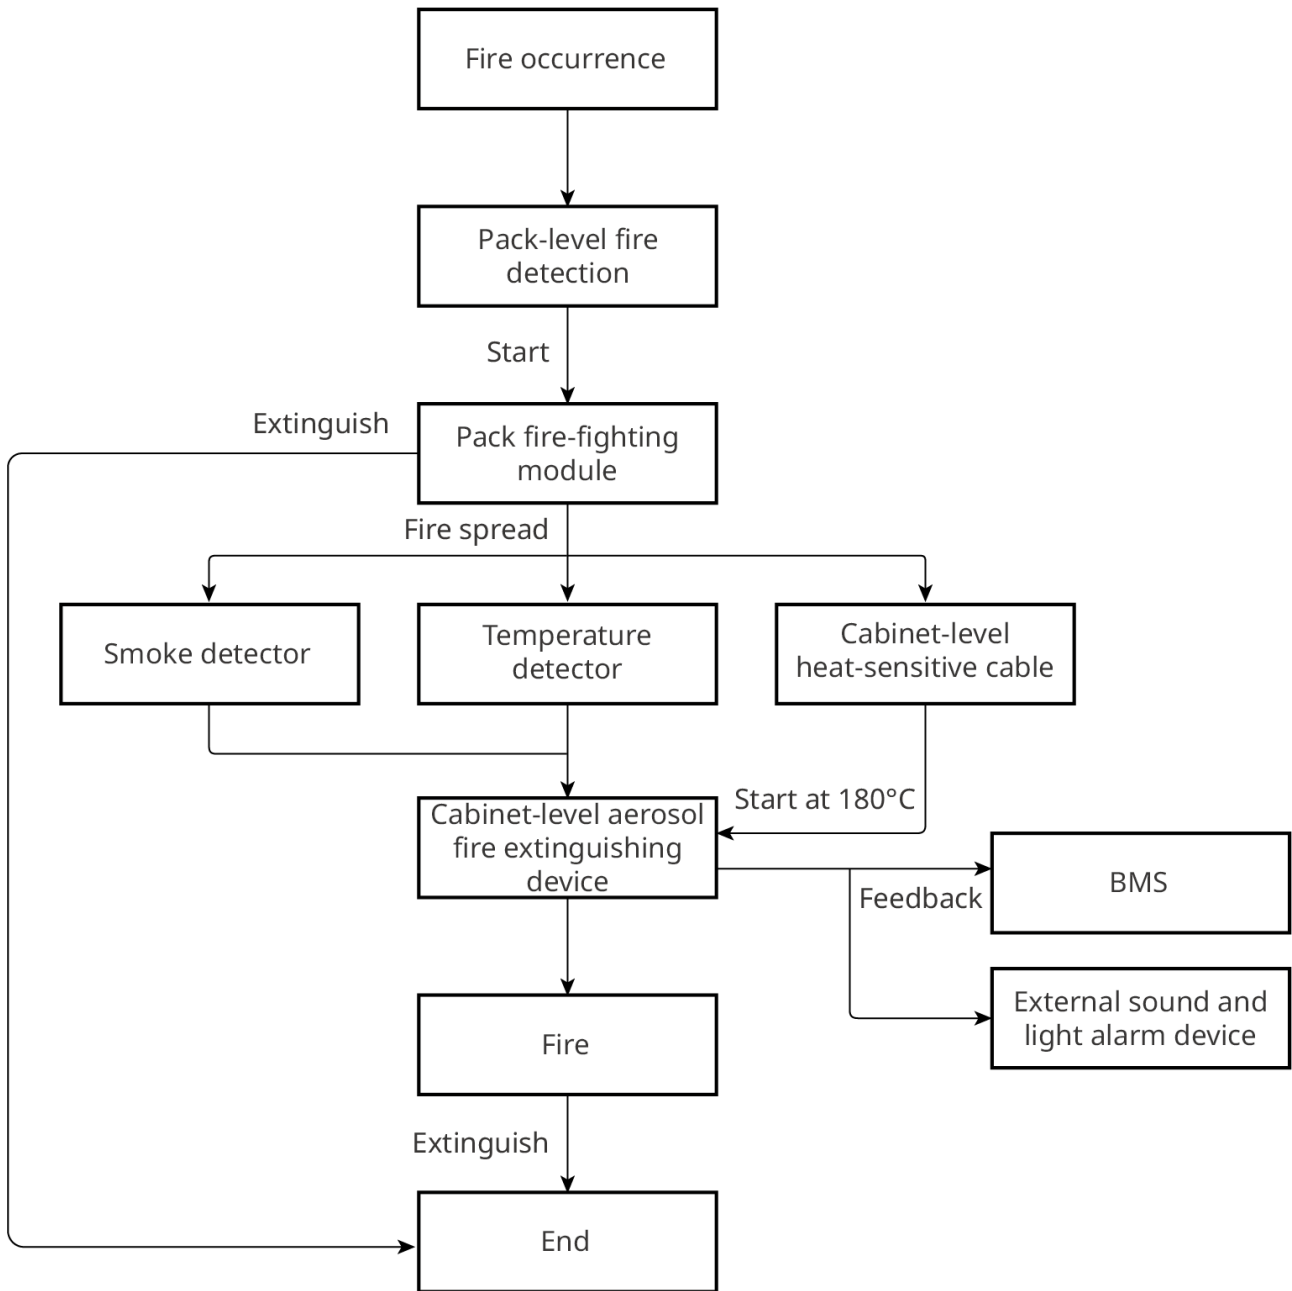 Fire occurrence
Pack-level fire
detection
Start
Extinguish
Pack fire-fighting
module
Fire spread
Smoke detector
Temperature
detector
Cabinet-level
heat-sensitive cable
Start at 180°C
Cabinet-level aerosol
fire extinguishing
device
Feedback
BMS
External sound and
light alarm device
Fire
Extinguish
End